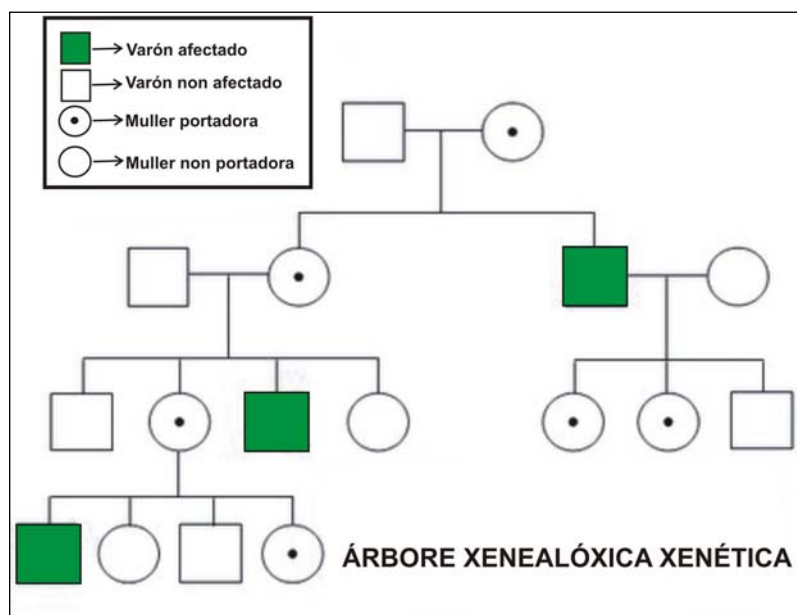 Varón afectado
Varón non afectado
Muller portadora
Muller non portadora
ÁRBORE XENEALÓXICA XENÉTICA